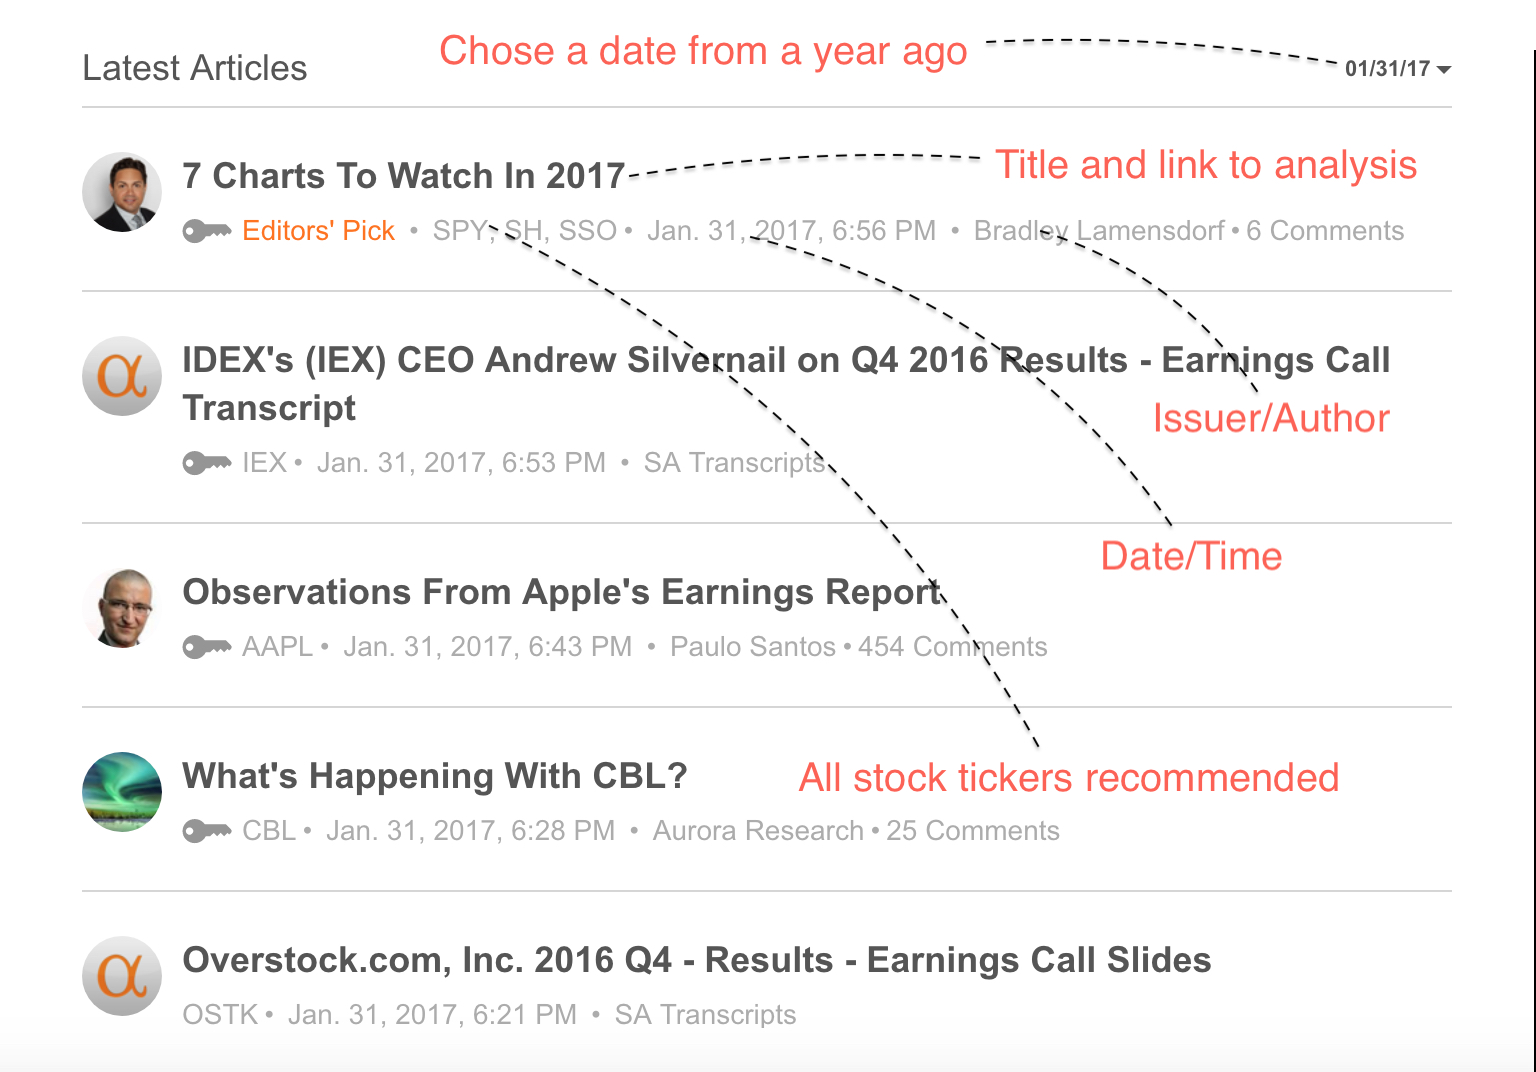 Chose a date from a year ago
Latest Articles
01/31/17
7 Charts To Watch In 2017
Title and link to analysis
Editors' Pick • SPY, SH, SSO • Jan. 31, 2017, 6:56 PM • Bradley Lamensdorf • 6 Comments
α
IDEX's (IEX) CEO Andrew Silvernail on Q4 2016 Results - Earnings Call
Transcript
Issuer/Author
IEX • Jan. 31, 2017, 6:53 PM • SA Transcripts
Date/Time
Observations From Apple's Earnings Report
AAPL • Jan. 31, 2017, 6:43 PM • Paulo Santos • 454 Comments
What's Happening With CBL?
All stock tickers recommended
CBL • Jan. 31, 2017, 6:28 PM • Aurora Research • 25 Comments
α
Overstock.com, Inc. 2016 Q4 - Results - Earnings Call Slides
OSTK • Jan. 31, 2017, 6:21 PM • SA Transcripts